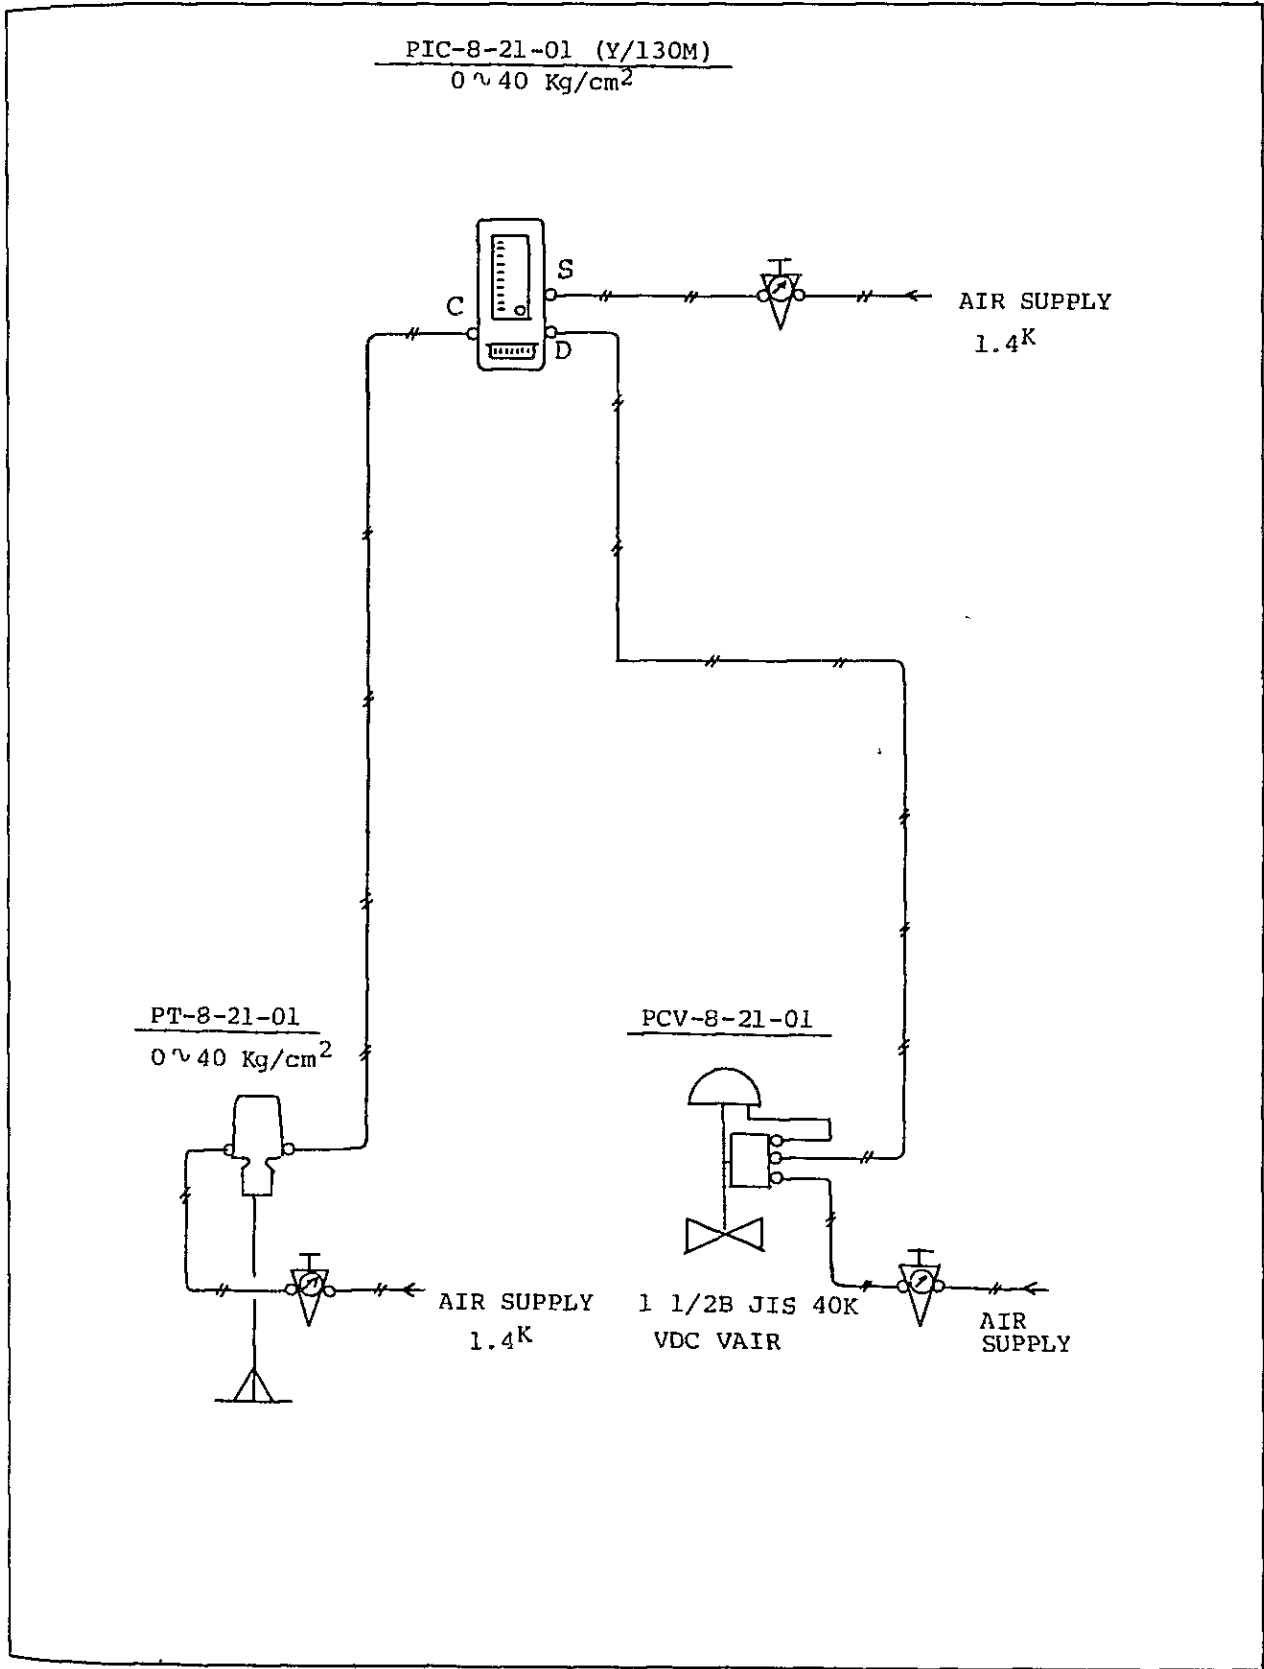 PIC-8-21-01 (Y/130M)
0 ∿ 40 Kg/cm²
S
C
D
AIR SUPPLY
1.4ᴷ
PT-8-21-01
0 ∿ 40 Kg/cm²
PCV-8-21-01
AIR SUPPLY
1.4ᴷ
1 1/2B JIS 40K
VDC VAIR
AIR
SUPPLY